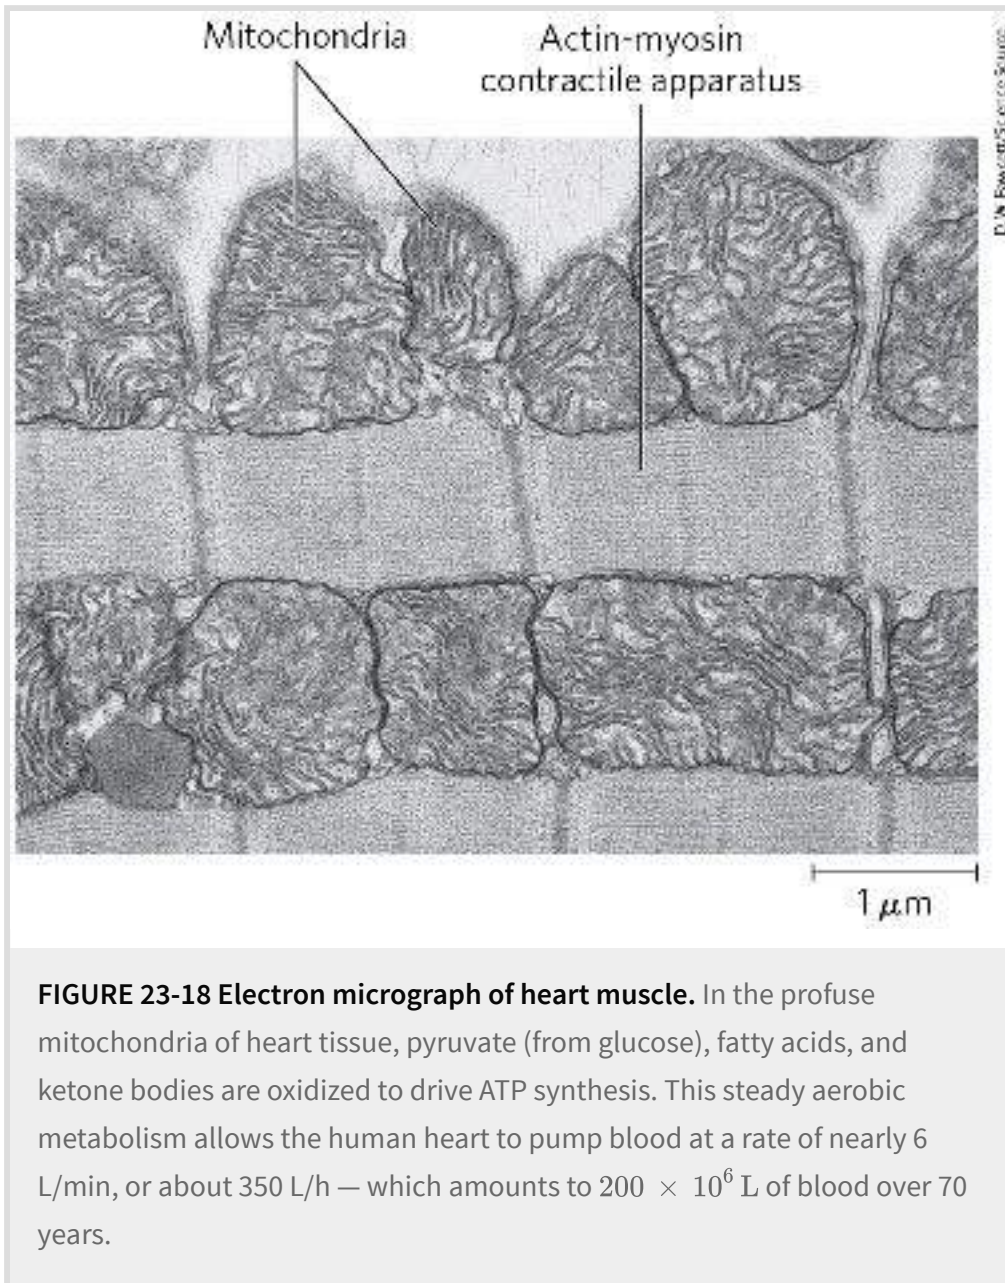 Mitochondria
Actin-myosin
contractile apparatus
1 μm
FIGURE 23-18 Electron micrograph of heart muscle. In the profuse
mitochondria of heart tissue, pyruvate (from glucose), fatty acids, and
ketone bodies are oxidized to drive ATP synthesis. This steady aerobic
metabolism allows the human heart to pump blood at a rate of nearly 6
L/min, or about 350 L/h — which amounts to 200 × 10⁶ L of blood over 70
years.